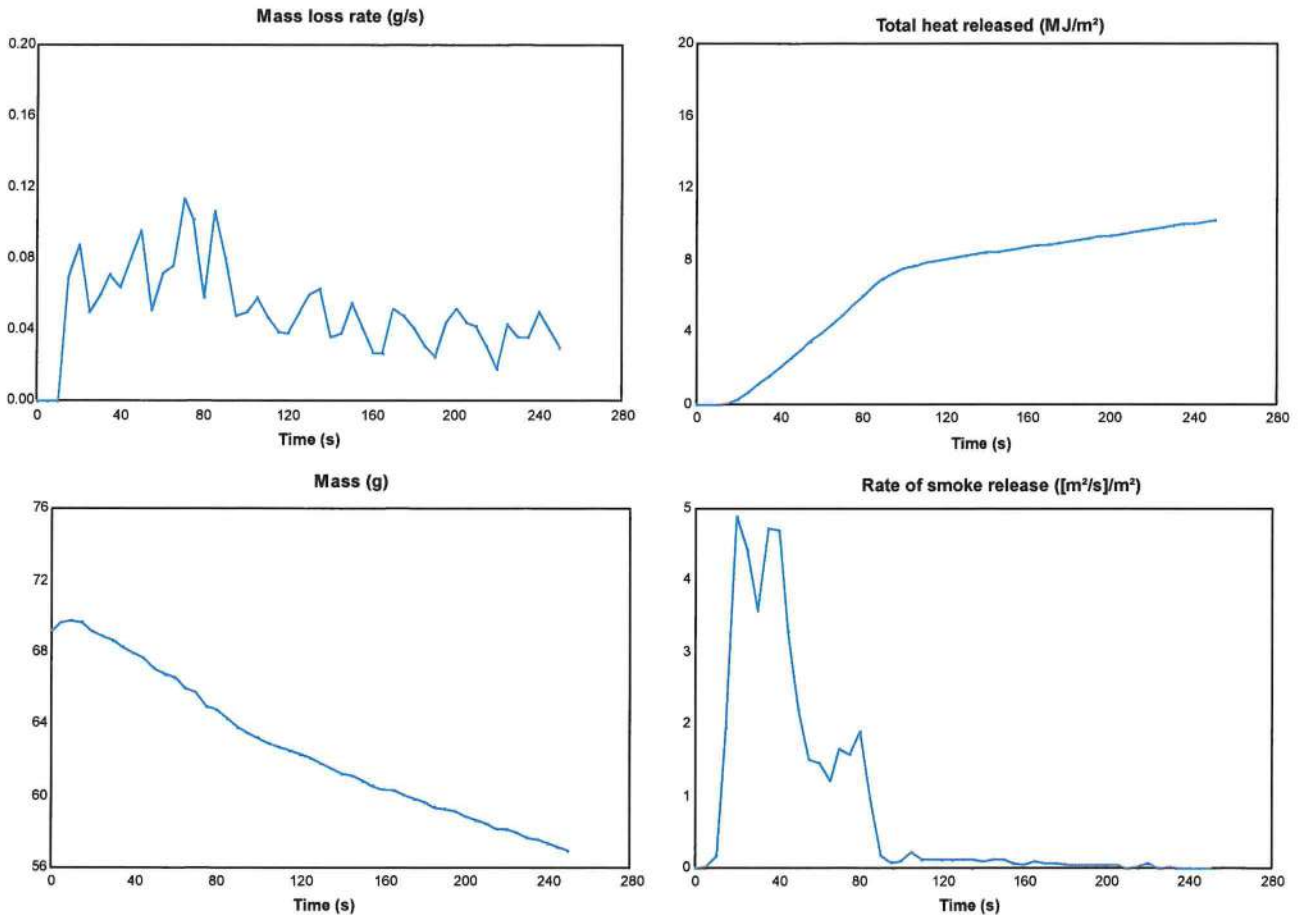 Mass loss rate (g/s)
0.20
0.16
0.12
0.08
0.04
0.00
0 40 80 120 160 200 240 280
Time (s)
Total heat released (MJ/m²)
20
16
12
8
4
0
0 40 80 120 160 200 240 280
Time (s)
Mass (g)
76
72
68
64
60
56
0 40 80 120 160 200 240 280
Time (s)
Rate of smoke release ([m²/s]/m²)
5
4
3
2
1
0
0 40 80 120 160 200 240 280
Time (s)